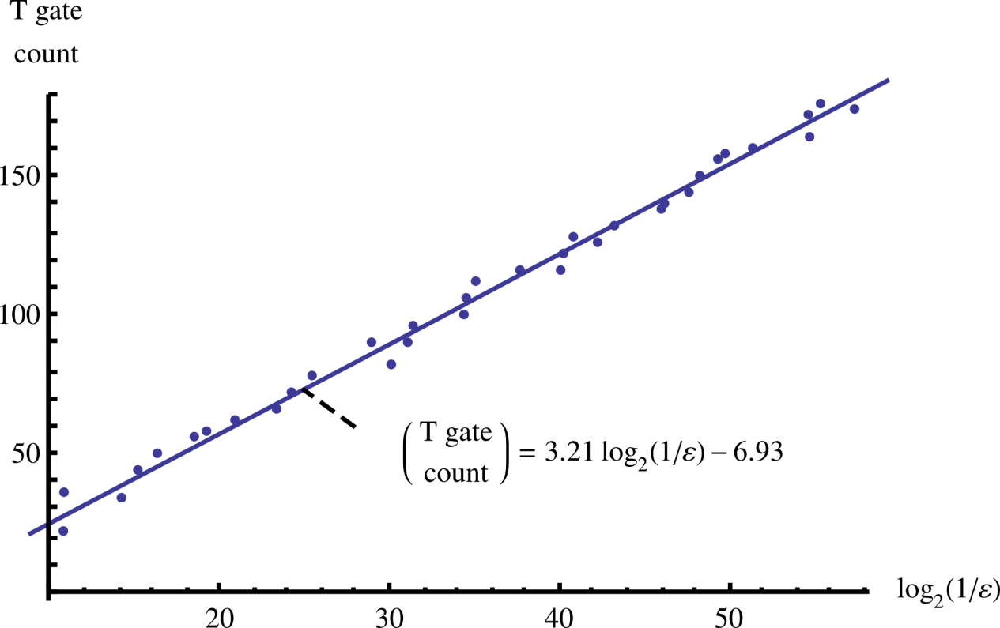 T gate
count
150
100
50
(T gate count) = 3.21 log₂(1/ε) − 6.93
20 30 40 50
log₂(1/ε)